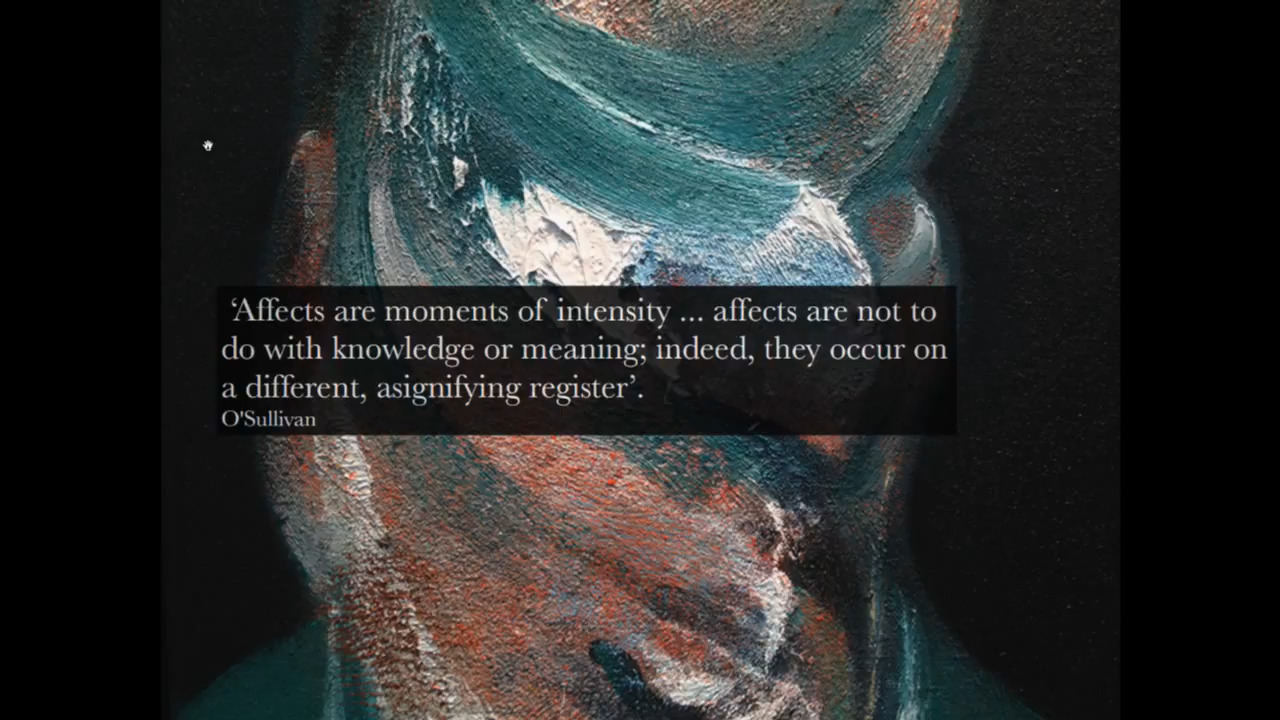 ‘Affects are moments of intensity ... affects are not to
do with knowledge or meaning; indeed, they occur on
a different, asignifying register’.
O'Sullivan